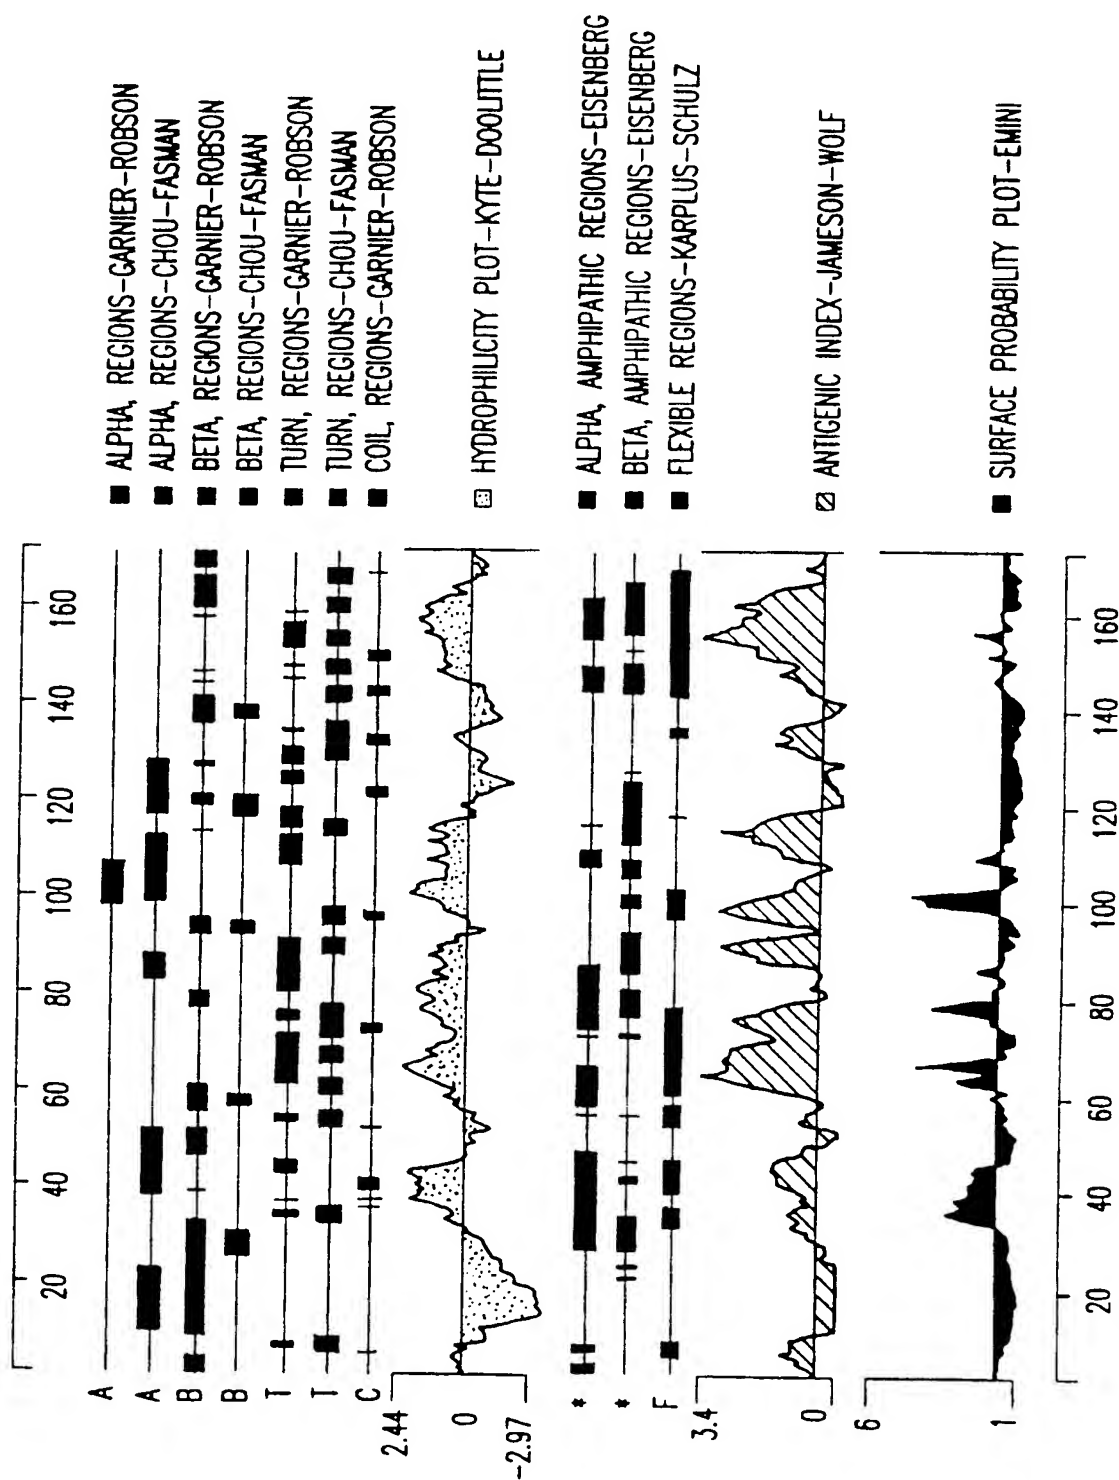 20 40 60 80 100 120 140 160
A ALPHA, REGIONS-GARNIER-ROBSON
A ALPHA, REGIONS-CHOU-FASMAN
B BETA, REGIONS-GARNIER-ROBSON
B BETA, REGIONS-CHOU-FASMAN
T TURN, REGIONS-GARNIER-ROBSON
T TURN, REGIONS-CHOU-FASMAN
C COIL, REGIONS-GARNIER-ROBSON
2.44
0 HYDROPHILICITY PLOT-KYTE-DOOLITTLE
-2.97
* ALPHA, AMPHIPATHIC REGIONS-EISENBERG
* BETA, AMPHIPATHIC REGIONS-EISENBERG
F FLEXIBLE REGIONS-KARPLUS-SCHULZ
3.4
0 ANTIGENIC INDEX-JAMESON-WOLF
6
1 SURFACE PROBABILITY PLOT-EMINI
20 40 60 80 100 120 140 160